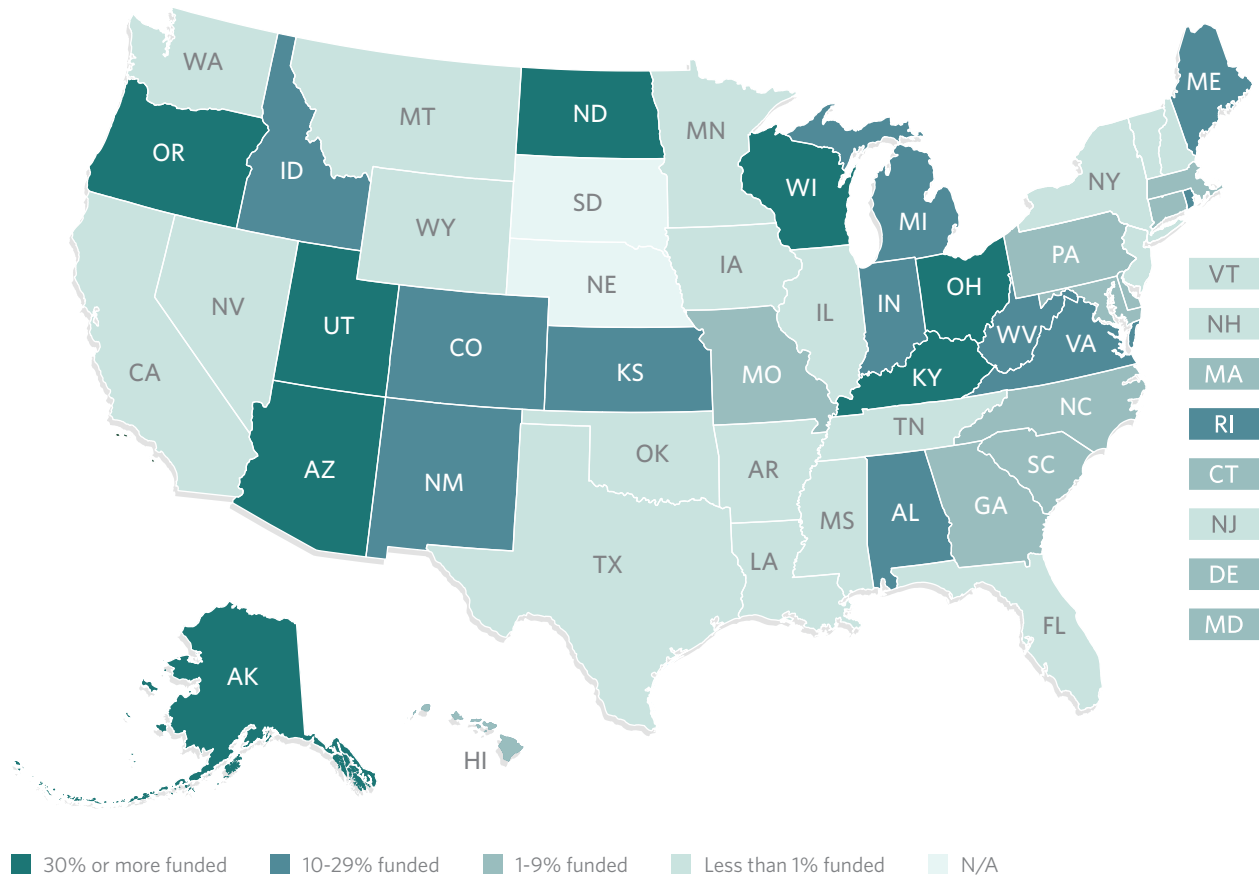 WA
ME
MT
ND
MN
OR
ID
WI
NY
SD
MI
WY
PA
IA
NE
OH
VT
NV
IN
IL
UT
NH
CO
WV
VA
CA
KS
MO
KY
MA
NC
RI
TN
AZ
OK
SC
NM
AR
CT
AL
GA
MS
NJ
TX
LA
DE
FL
MD
AK
HI
30% or more funded
10-29% funded
1-9% funded
Less than 1% funded
N/A